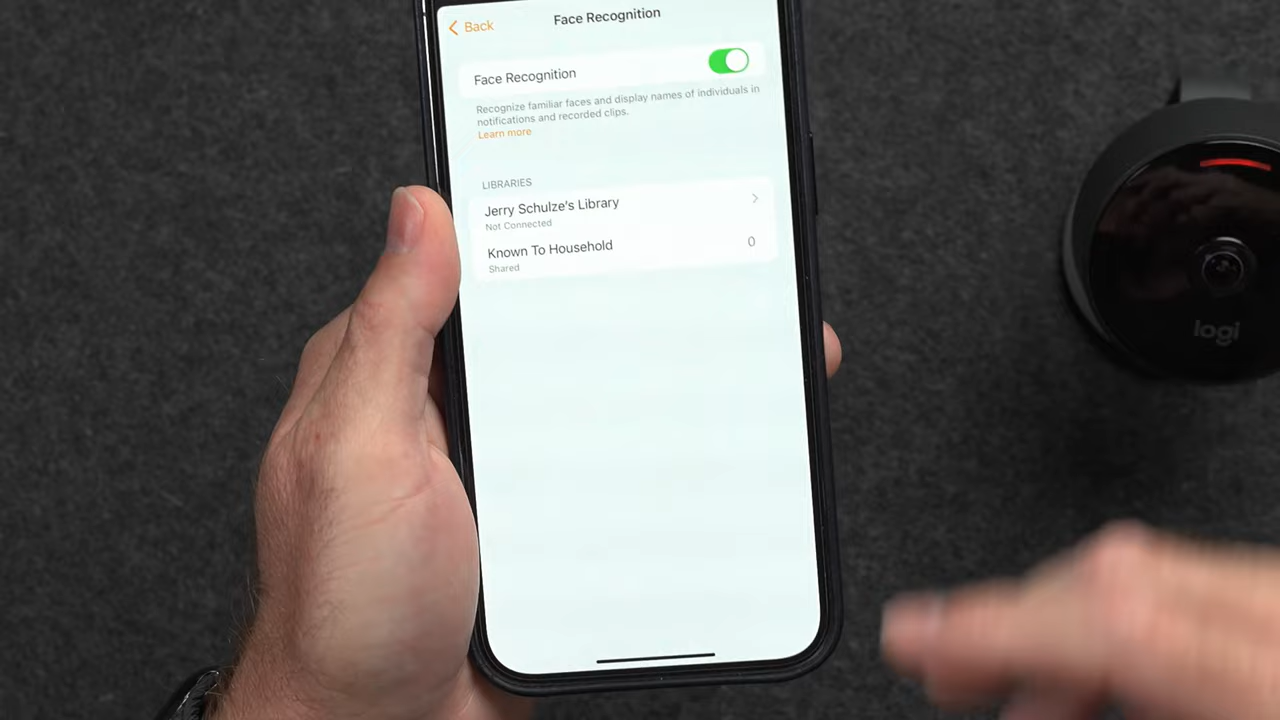 Back
Face Recognition
Face Recognition
Recognize familiar faces and display names of individuals in
notifications and recorded clips.
Learn more
LIBRARIES
Jerry Schulze's Library
Not Connected
Known To Household
0
Shared
logi